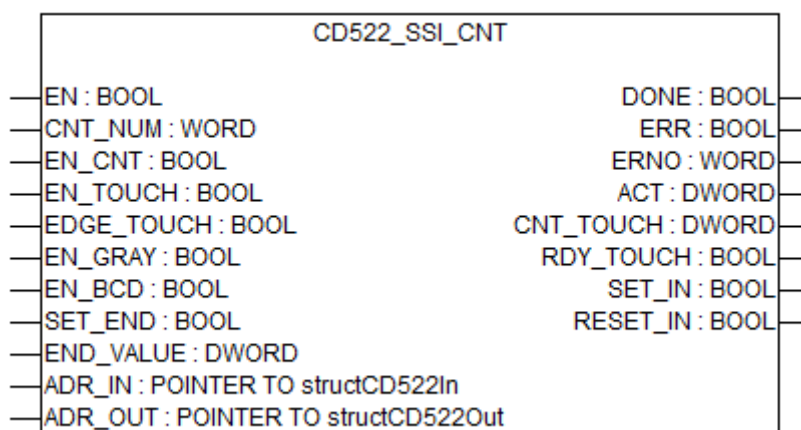 CD522_SSI_CNT
EN : BOOL DONE : BOOL
CNT_NUM : WORD ERR : BOOL
EN_CNT : BOOL ERNO : WORD
EN_TOUCH : BOOL ACT : DWORD
EDGE_TOUCH : BOOL CNT_TOUCH : DWORD
EN_GRAY : BOOL RDY_TOUCH : BOOL
EN_BCD : BOOL SET_IN : BOOL
SET_END : BOOL RESET_IN : BOOL
END_VALUE : DWORD
ADR_IN : POINTER TO structCD522In
ADR_OUT : POINTER TO structCD522Out